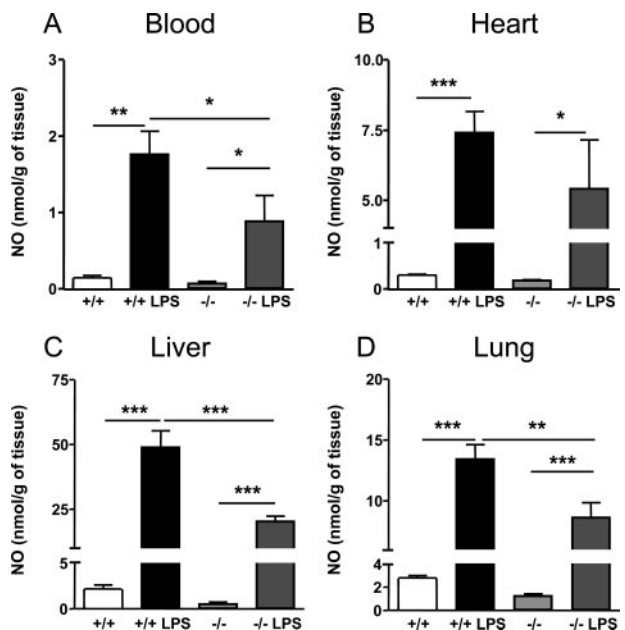 A Blood
NO (nmol/g of tissue)
3
2
1
0
**
*
*
+/+ +/+ LPS -/- -/- LPS
B Heart
NO (nmol/g of tissue)
10.0
7.5
5.0
1
0
***
*
+/+ +/+ LPS -/- -/- LPS
C Liver
NO (nmol/g of tissue)
75
50
25
5
0
***
***
***
+/+ +/+ LPS -/- -/- LPS
D Lung
NO (nmol/g of tissue)
20
15
10
4
2
0
***
**
***
+/+ +/+ LPS -/- -/- LPS